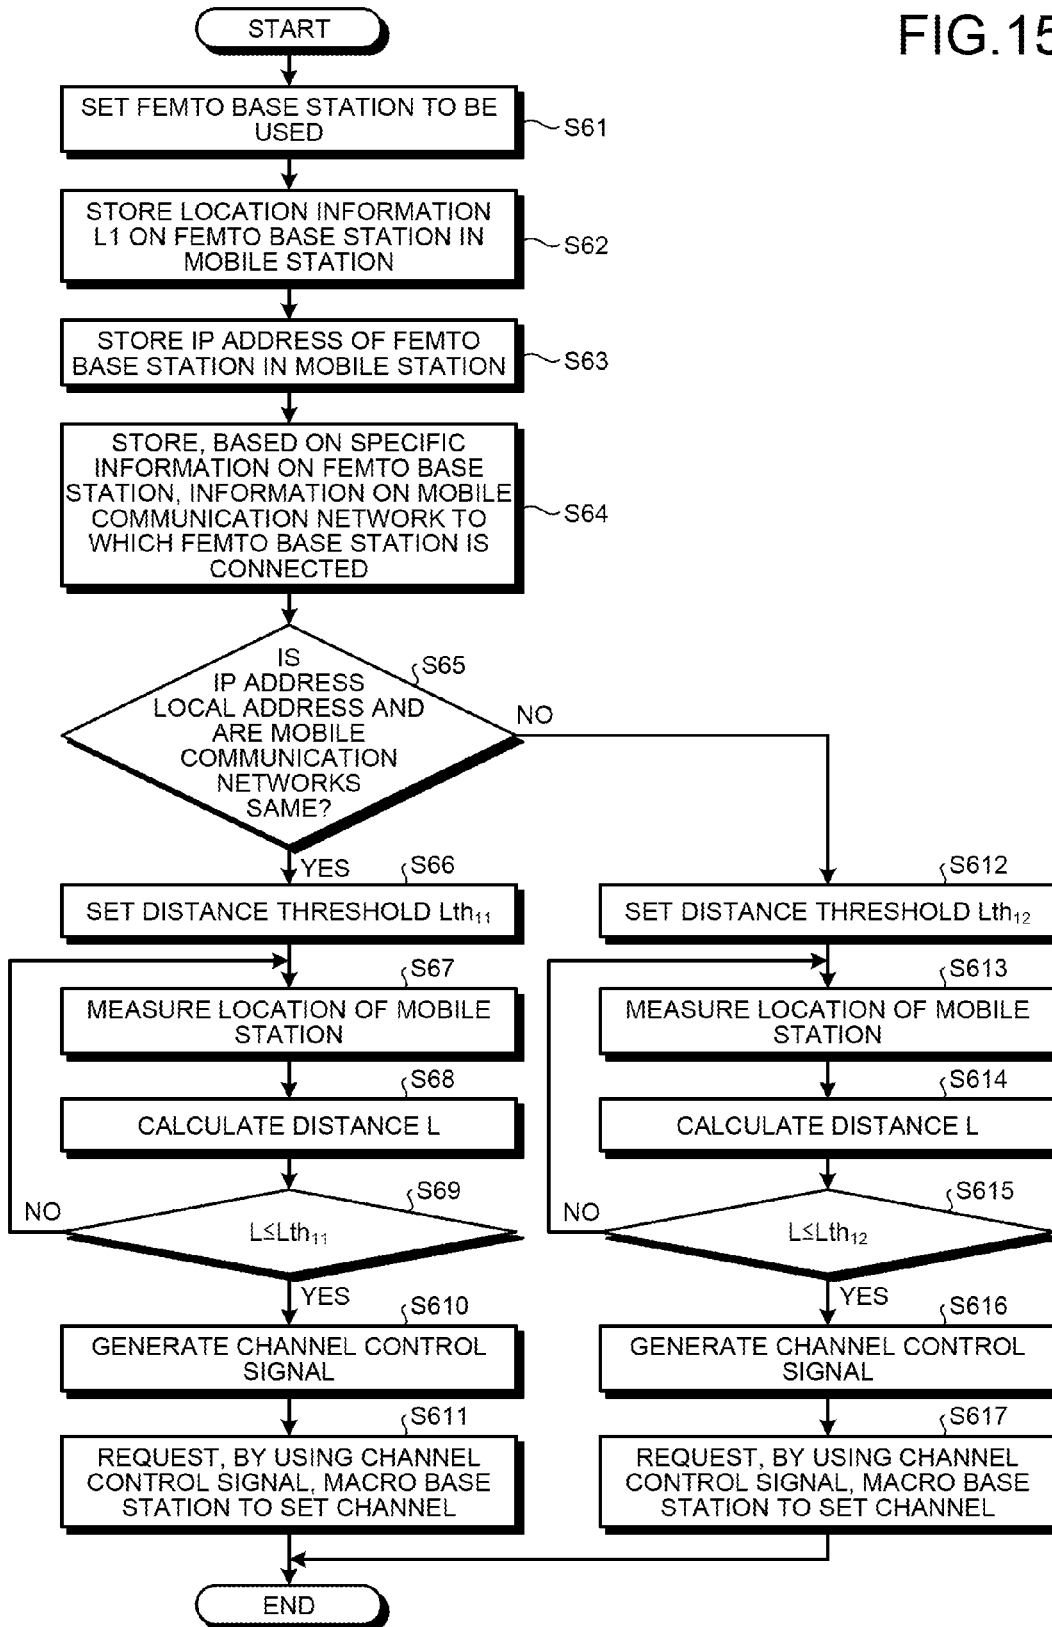 FIG.15
START
SET FEMTO BASE STATION TO BE
USED
S61
STORE LOCATION INFORMATION
L1 ON FEMTO BASE STATION IN
MOBILE STATION
S62
STORE IP ADDRESS OF FEMTO
BASE STATION IN MOBILE STATION
S63
STORE, BASED ON SPECIFIC
INFORMATION ON FEMTO BASE
STATION, INFORMATION ON MOBILE
COMMUNICATION NETWORK TO
WHICH FEMTO BASE STATION IS
CONNECTED
S64
IS
IP ADDRESS
LOCAL ADDRESS AND
ARE MOBILE
COMMUNICATION
NETWORKS
SAME?
S65
NO
YES
S66
SET DISTANCE THRESHOLD Lth₁₁
S67
MEASURE LOCATION OF MOBILE
STATION
S68
CALCULATE DISTANCE L
S69
NO
L≤Lth₁₁
YES
S610
GENERATE CHANNEL CONTROL
SIGNAL
S611
REQUEST, BY USING CHANNEL
CONTROL SIGNAL, MACRO BASE
STATION TO SET CHANNEL
S612
SET DISTANCE THRESHOLD Lth₁₂
S613
MEASURE LOCATION OF MOBILE
STATION
S614
CALCULATE DISTANCE L
S615
NO
L≤Lth₁₂
YES
S616
GENERATE CHANNEL CONTROL
SIGNAL
S617
REQUEST, BY USING CHANNEL
CONTROL SIGNAL, MACRO BASE
STATION TO SET CHANNEL
END